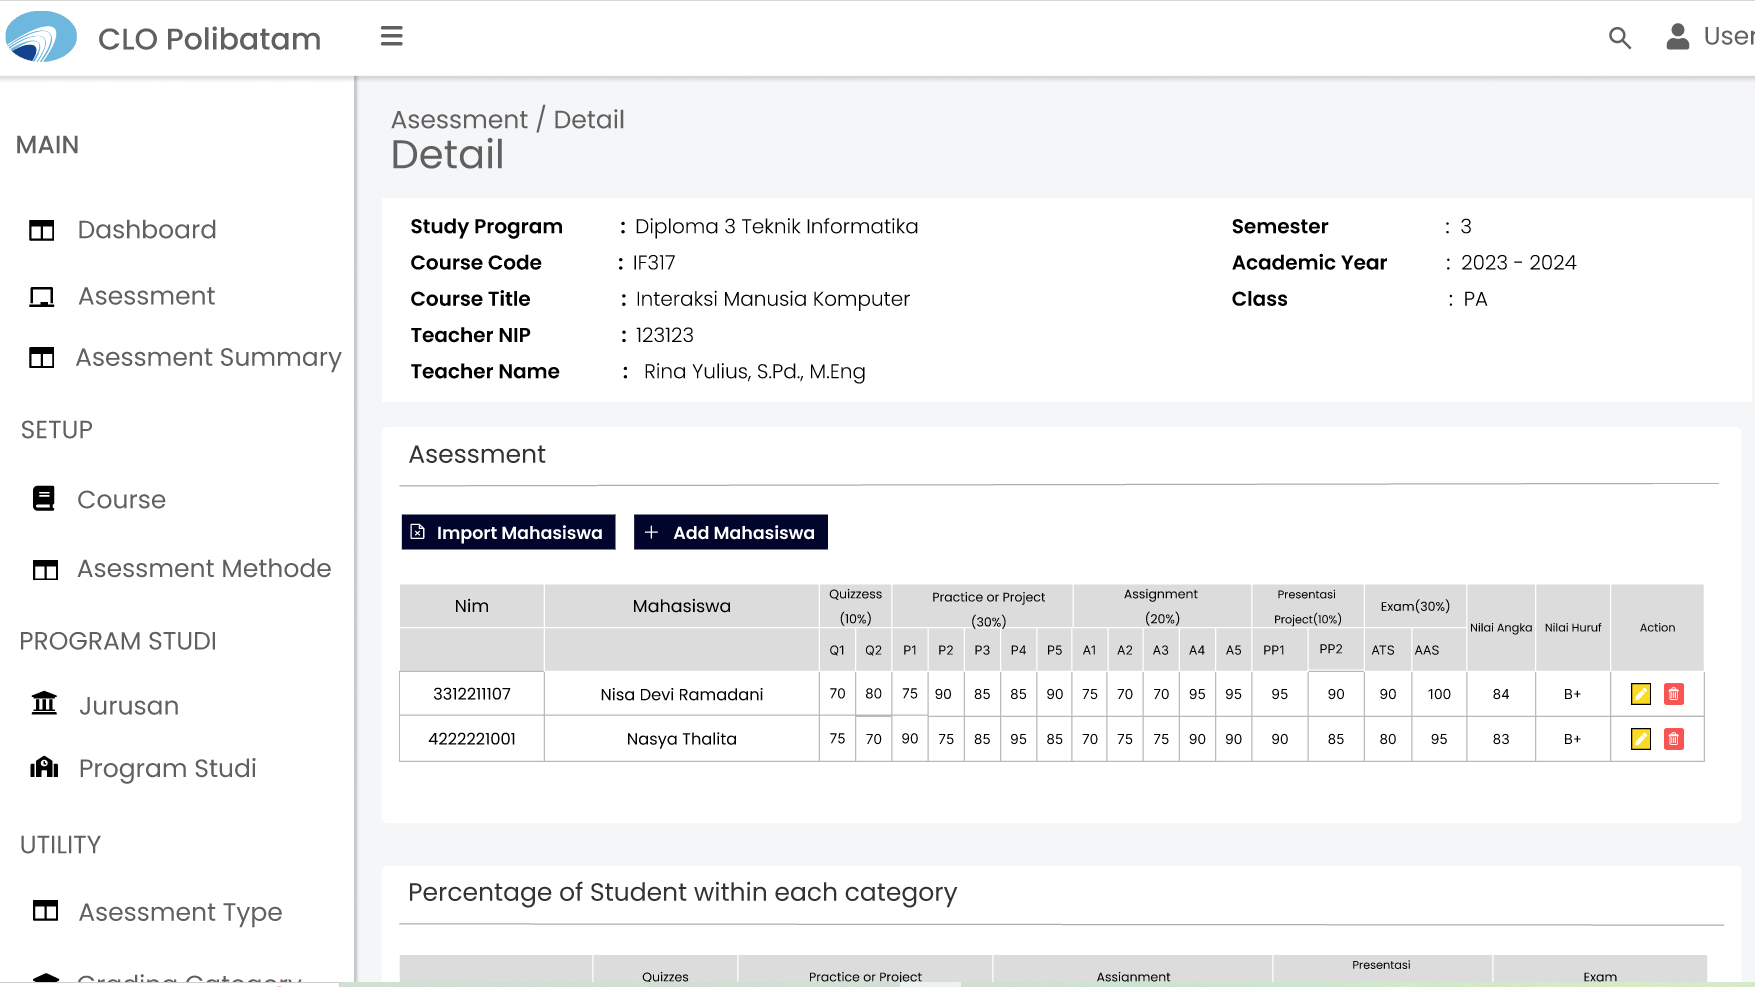 CLO Polibatam
User
MAIN
Dashboard
Asessment
Asessment Summary
SETUP
Course
Asessment Methode
PROGRAM STUDI
Jurusan
Program Studi
UTILITY
Asessment Type
Grading Category
Asessment / Detail
Detail
Study Program : Diploma 3 Teknik Informatika
Course Code : IF317
Course Title : Interaksi Manusia Komputer
Teacher NIP : 123123
Teacher Name : Rina Yulius, S.Pd., M.Eng
Semester : 3
Academic Year : 2023 - 2024
Class : PA
Asessment
Import Mahasiswa
Add Mahasiswa
Nim Mahasiswa Quizzess (10%) Practice or Project (30%) Assignment (20%) Presentasi Project(10%) Exam(30%) Nilai Angka Nilai Huruf Action
Q1 Q2 P1 P2 P3 P4 P5 A1 A2 A3 A4 A5 PP1 PP2 ATS AAS
3312211107 Nisa Devi Ramadani 70 80 75 90 85 85 90 75 70 70 95 95 95 90 90 100 84 B+
4222221001 Nasya Thalita 75 70 90 75 85 95 85 70 75 75 90 90 90 85 80 95 83 B+
Percentage of Student within each category
Quizzes Practice or Project Assignment Presentasi Exam